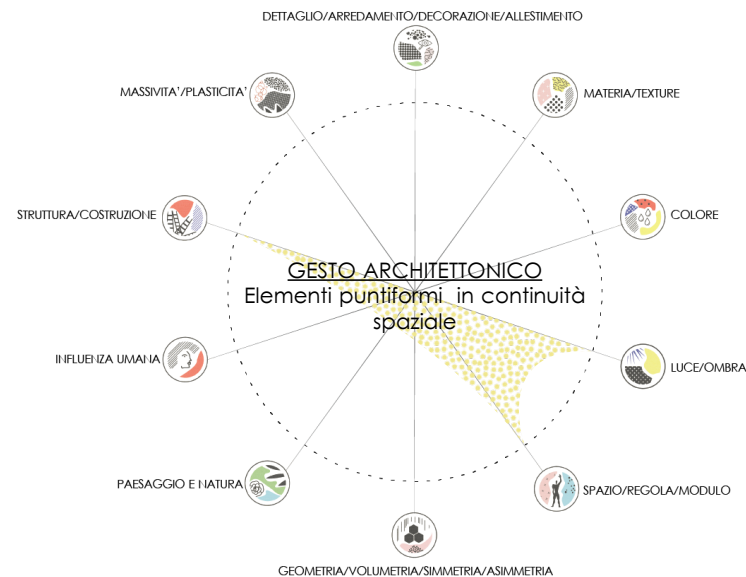 DETTAGLIO/ARREDAMENTO/DECORAZIONE/ALLESTIMENTO
MASSIVITA'/PLASTICITA'
MATERIA/TEXTURE
STRUTTURA/COSTRUZIONE
COLORE
GESTO ARCHITETTONICO
Elementi puntiformi in continuità
spaziale
INFLUENZA UMANA
LUCE/OMBRA
PAESAGGIO E NATURA
SPAZIO/REGOLA/MODULO
GEOMETRIA/VOLUMETRIA/SIMMETRIA/ASIMMETRIA